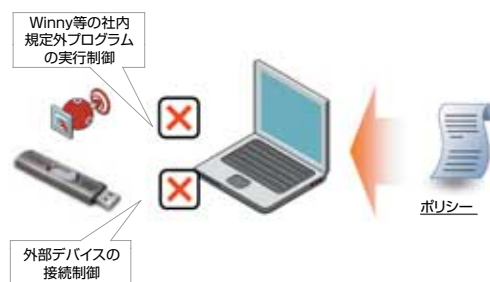 Winny等の社内
規定外プログラム
の実行制御
ポリシー
外部デバイスの
接続制御